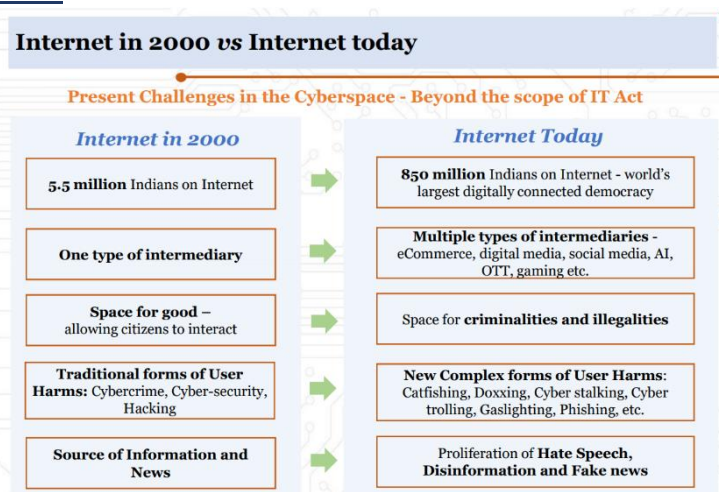 Internet in 2000 vs Internet today
Present Challenges in the Cyberspace - Beyond the scope of IT Act
Internet in 2000
5.5 million Indians on Internet
One type of intermediary
Space for good –
allowing citizens to interact
Traditional forms of User
Harms: Cybercrime, Cyber-security,
Hacking
Source of Information and
News
Internet Today
850 million Indians on Internet - world's
largest digitally connected democracy
Multiple types of intermediaries -
eCommerce, digital media, social media, AI,
OTT, gaming etc.
Space for criminalities and illegalities
New Complex forms of User Harms:
Catfishing, Doxxing, Cyber stalking, Cyber
trolling, Gaslighting, Phishing, etc.
Proliferation of Hate Speech,
Disinformation and Fake news